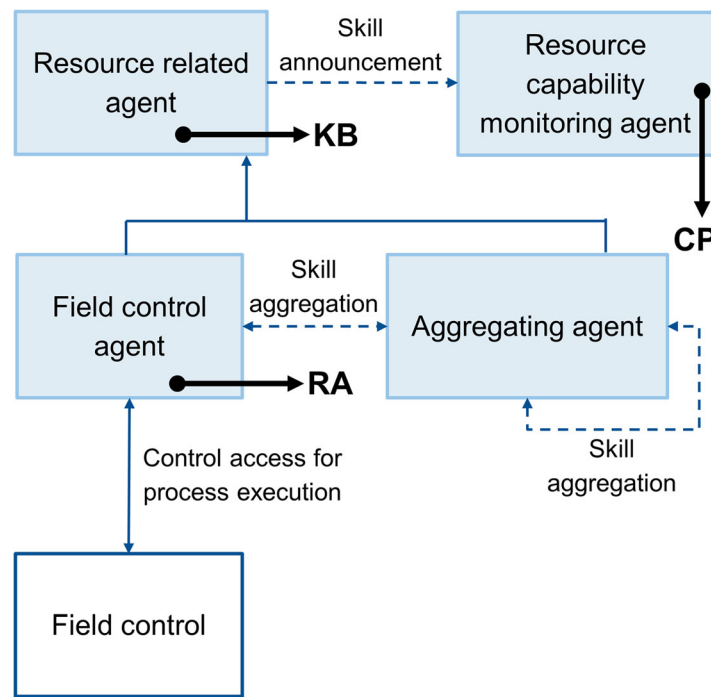 Resource related
agent
Skill
announcement
Resource
capability
monitoring agent
KB
CP
Field control
agent
Skill
aggregation
Aggregating agent
RA
Skill
aggregation
Control access for
process execution
Field control